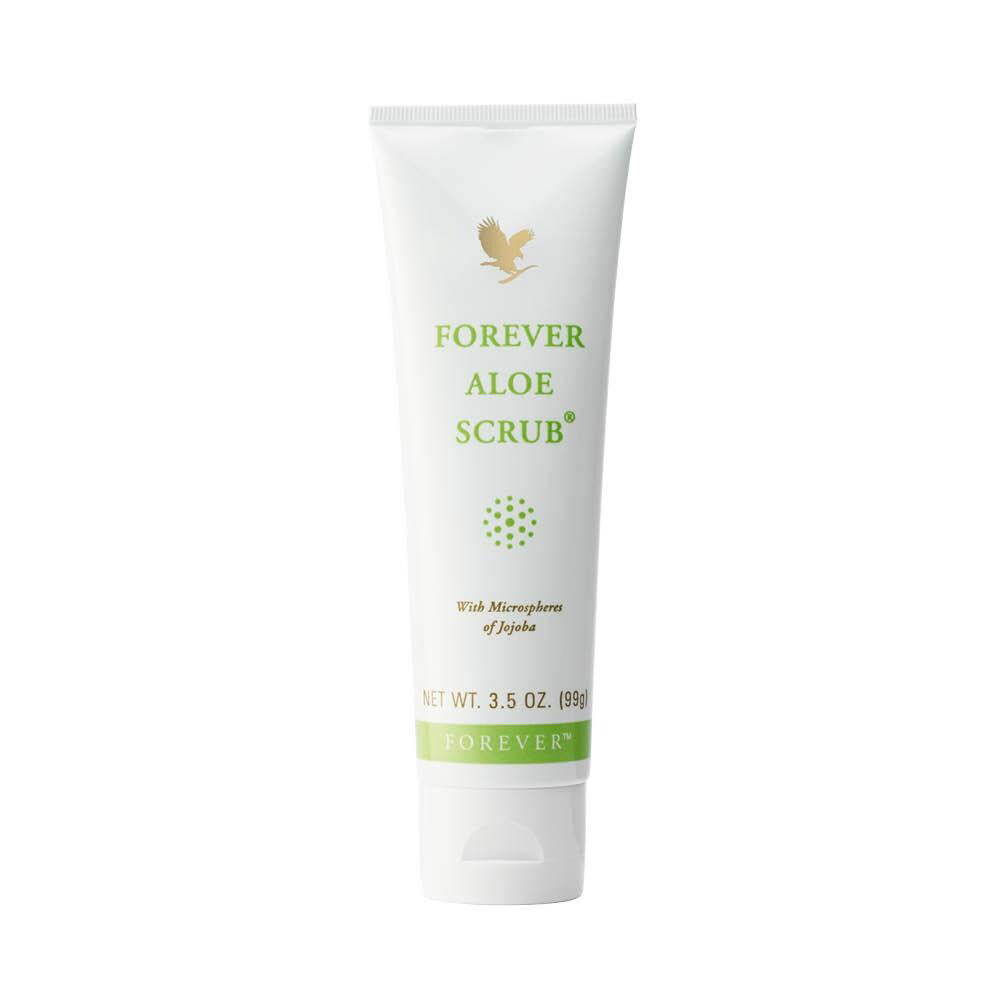 FOREVER
ALOE
SCRUB®
With Microspheres
of Jojoba
NET WT. 3.5 OZ. (99g)
FOREVER™